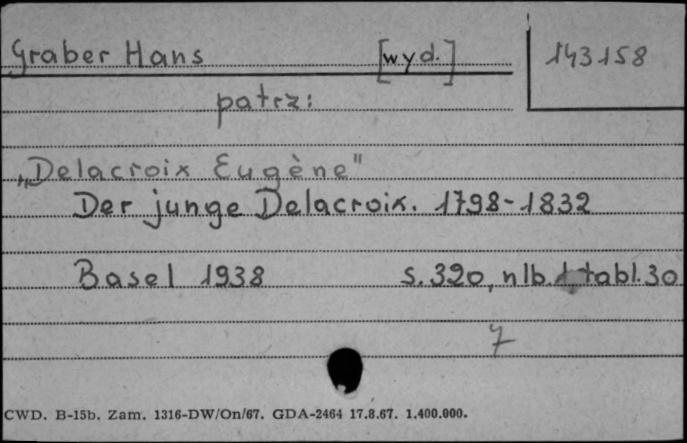 Graber Hans [wyd.] 143158
patrz:
„Delacroix Eugène"
Der junge Delacroix. 1798-1832
Basel 1938 s. 320, nlb. 1, tabl. 30
7
CWD. B-15b. Zam. 1316-DW/On/67. GDA-2464 17.8.67. 1.400.000.